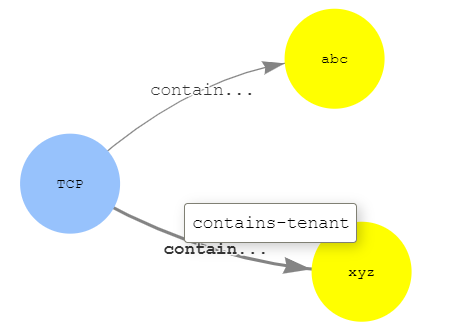 abc
contain...
TCP
contains-tenant
contain...
xyz